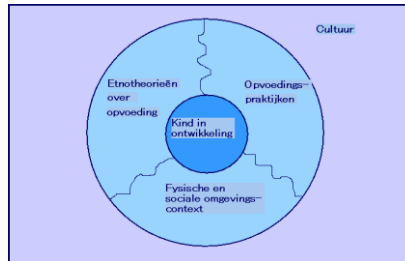 Cultuur
Etnotheorieën
over
opvoeding
Opvoedings-
praktijken
Kind in
ontwikkeling
Fysische en
sociale omgevings-
context